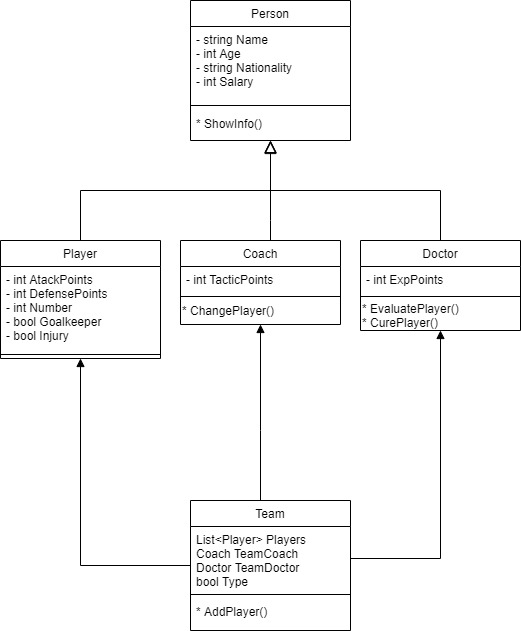 Person
- string Name
- int Age
- string Nationality
- int Salary
* ShowInfo()
Player
- int AtackPoints
- int DefensePoints
- int Number
- bool Goalkeeper
- bool Injury
Coach
- int TacticPoints
* ChangePlayer()
Doctor
- int ExpPoints
* EvaluatePlayer()
* CurePlayer()
Team
List<Player> Players
Coach TeamCoach
Doctor TeamDoctor
bool Type
* AddPlayer()